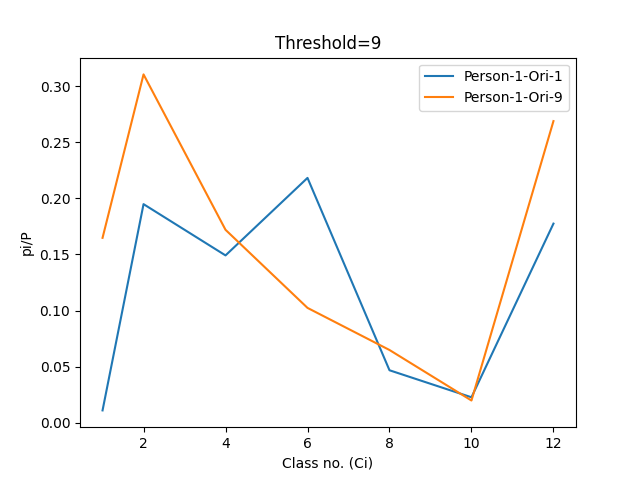 Threshold=9
Person-1-Ori-1
Person-1-Ori-9
pi/P
0.30
0.25
0.20
0.15
0.10
0.05
0.00
2 4 6 8 10 12
Class no. (Ci)